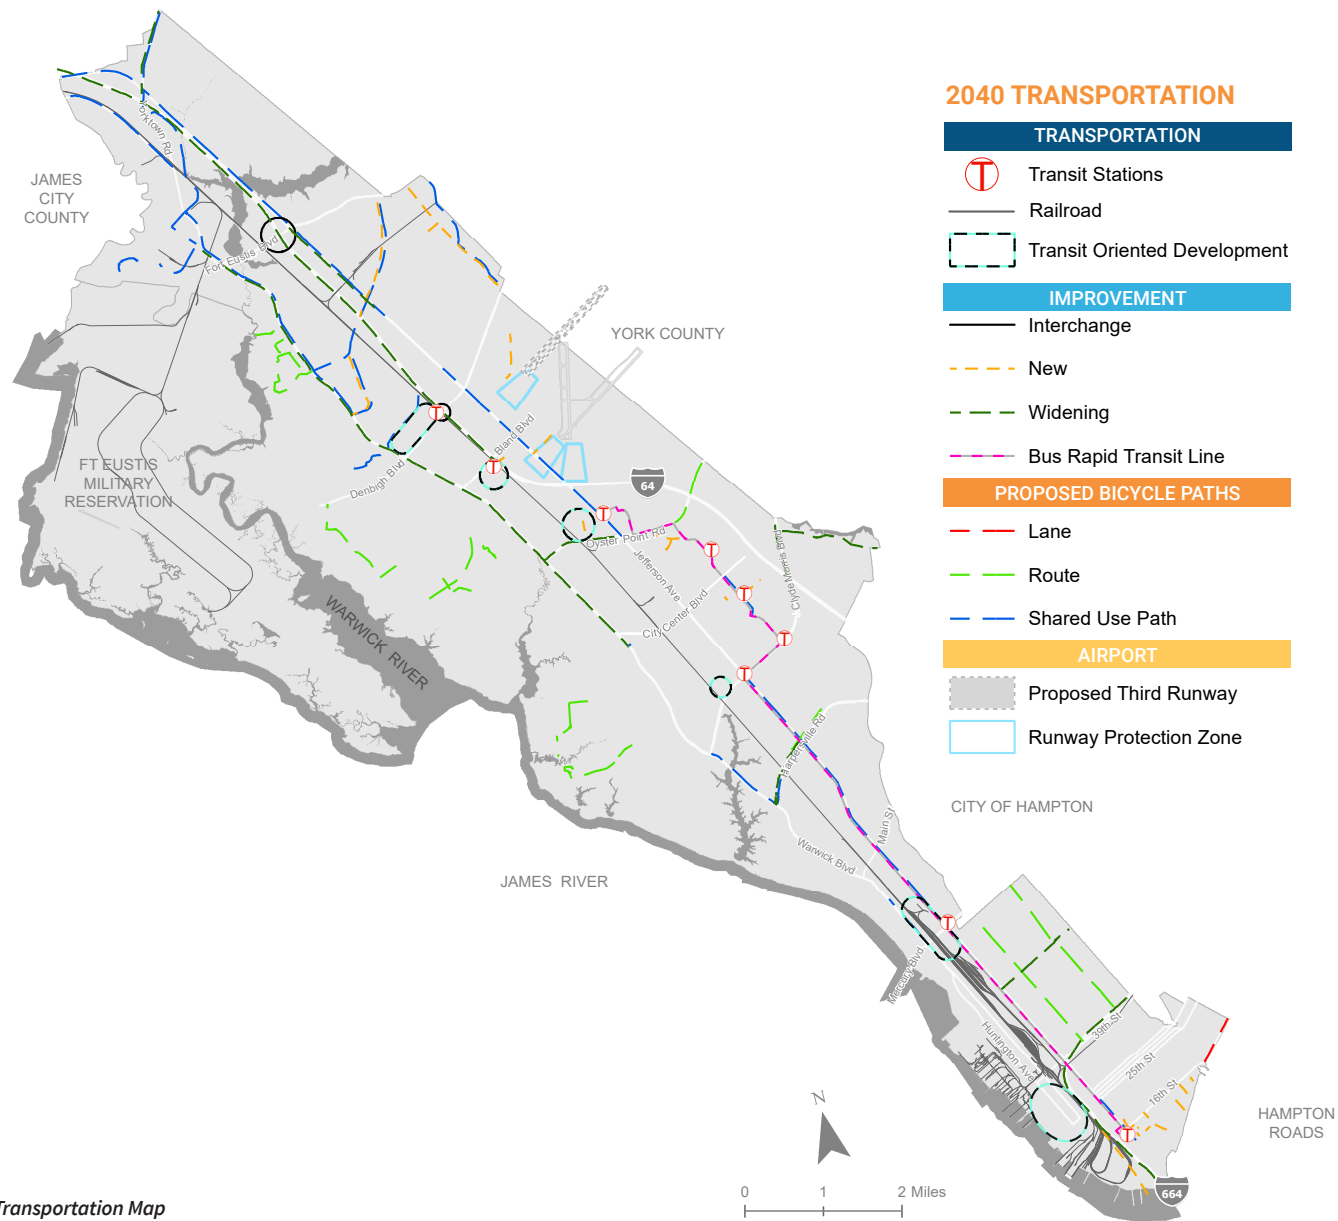 2040 TRANSPORTATION
TRANSPORTATION
T
Transit Stations
Railroad
Transit Oriented Development
IMPROVEMENT
Interchange
New
Widening
Bus Rapid Transit Line
PROPOSED BICYCLE PATHS
Lane
Route
Shared Use Path
AIRPORT
Proposed Third Runway
Runway Protection Zone
CITY OF HAMPTON
JAMES
CITY
COUNTY
Yorktown Rd
Fort Eustis Blvd
YORK COUNTY
T
Bland Blvd
T
64
FT EUSTIS
MILITARY
RESERVATION
Denbigh Blvd
T
Oyster Point Rd
T
Jefferson Ave
Clyde Morris Blvd
T
City Center Blvd
WARWICK RIVER
T
T
Harpersville Rd
Main St
Warwick Blvd
JAMES RIVER
T
Mercury Blvd
Huntington Ave
39th St
25th St
16th St
T
HAMPTON
ROADS
664
N
0 1 2 Miles
Transportation Map